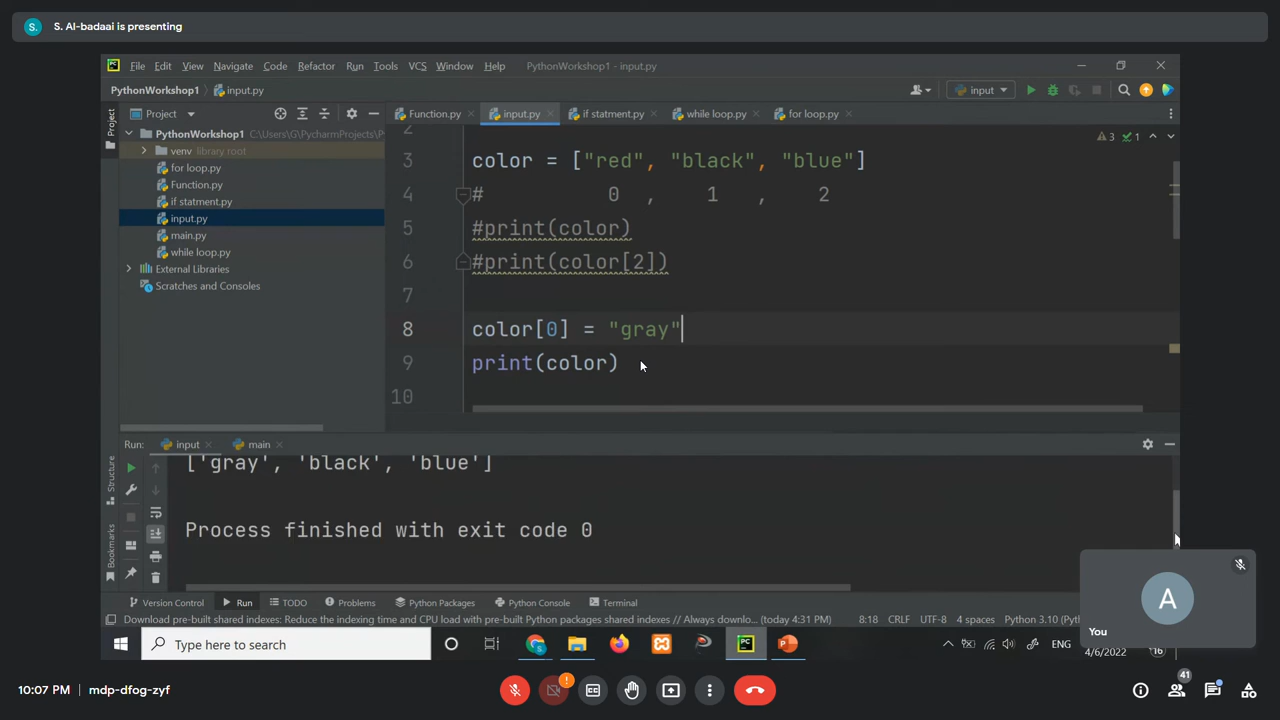 S. S. Al-badaai is presenting
File Edit View Navigate Code Refactor Run Tools VCS Window Help PythonWorkshop1 - input.py
PythonWorkshop1 input.py input
Project Function.py input.py if statment.py while loop.py for loop.py
PythonWorkshop1 C:\Users\G\PycharmProjects\P
venv library root
for loop.py
Function.py
if statment.py
input.py
main.py
while loop.py
External Libraries
Scratches and Consoles
Project
3 1
2
3 color = ["red", "black", "blue"]
4 # 0 , 1 , 2
5 #print(color)
6 #print(color[2])
7
8 color[0] = "gray"
9 print(color)
10
Run: input main
['gray', 'black', 'blue']
Process finished with exit code 0
Structure
Bookmarks
Version Control Run TODO Problems Python Packages Python Console Terminal
Download pre-built shared indexes: Reduce the indexing time and CPU load with pre-built Python packages shared indexes // Always downlo... (today 4:31 PM) 8:18 CRLF UTF-8 4 spaces Python 3.10
Type here to search
ENG
4/6/2022 16
A
You
10:07 PM mdp-dfog-zyf
41